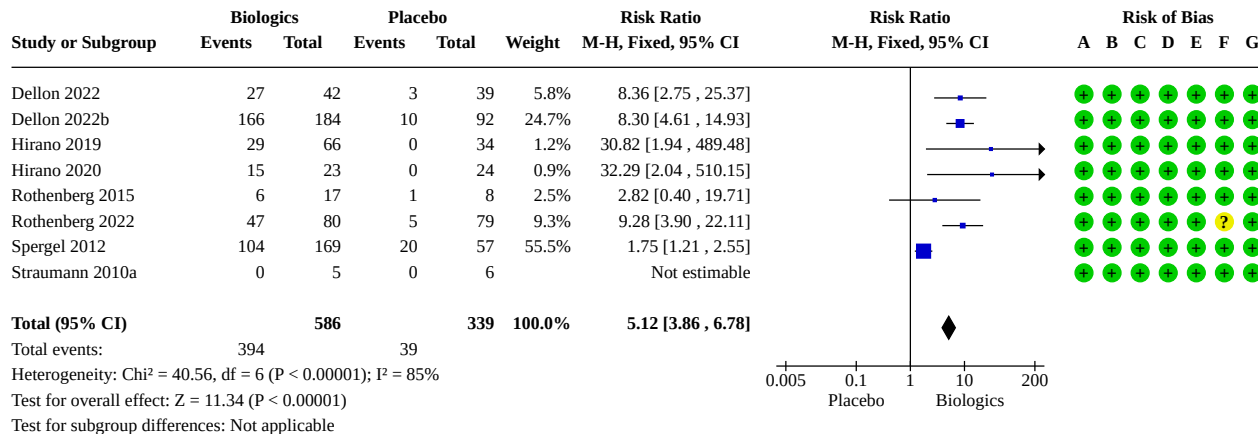 Biologics Placebo Risk Ratio Risk Ratio Risk of Bias
Study or Subgroup Events Total Events Total Weight M-H, Fixed, 95% CI M-H, Fixed, 95% CI A B C D E F G
Dellon 2022 27 42 3 39 5.8% 8.36 [2.75 , 25.37] + + + + + + +
Dellon 2022b 166 184 10 92 24.7% 8.30 [4.61 , 14.93] + + + + + + +
Hirano 2019 29 66 0 34 1.2% 30.82 [1.94 , 489.48] + + + + + + +
Hirano 2020 15 23 0 24 0.9% 32.29 [2.04 , 510.15] + + + + + + +
Rothenberg 2015 6 17 1 8 2.5% 2.82 [0.40 , 19.71] + + + + + + +
Rothenberg 2022 47 80 5 79 9.3% 9.28 [3.90 , 22.11] + + + + + ? +
Spergel 2012 104 169 20 57 55.5% 1.75 [1.21 , 2.55] + + + + + + +
Straumann 2010a 0 5 0 6 Not estimable + + + + + + +
Total (95% CI) 586 339 100.0% 5.12 [3.86 , 6.78]
Total events: 394 39
Heterogeneity: Chi² = 40.56, df = 6 (P < 0.00001); I² = 85%
0.005 0.1 1 10 200
Test for overall effect: Z = 11.34 (P < 0.00001)
Placebo Biologics
Test for subgroup differences: Not applicable